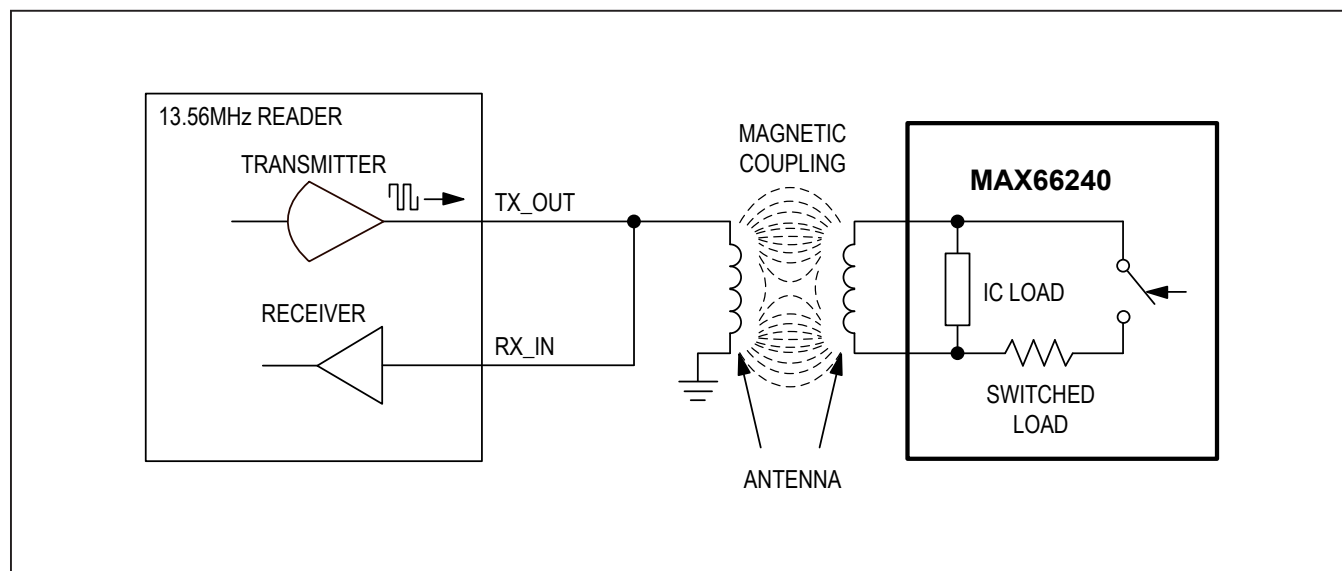 13.56MHz READER
TRANSMITTER
TX_OUT
RECEIVER
RX_IN
MAGNETIC
COUPLING
ANTENNA
MAX66240
IC LOAD
SWITCHED
LOAD